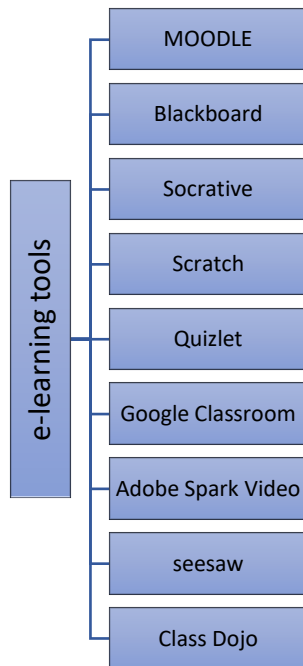 e-learning tools
MOODLE
Blackboard
Socrative
Scratch
Quizlet
Google Classroom
Adobe Spark Video
seesaw
Class Dojo